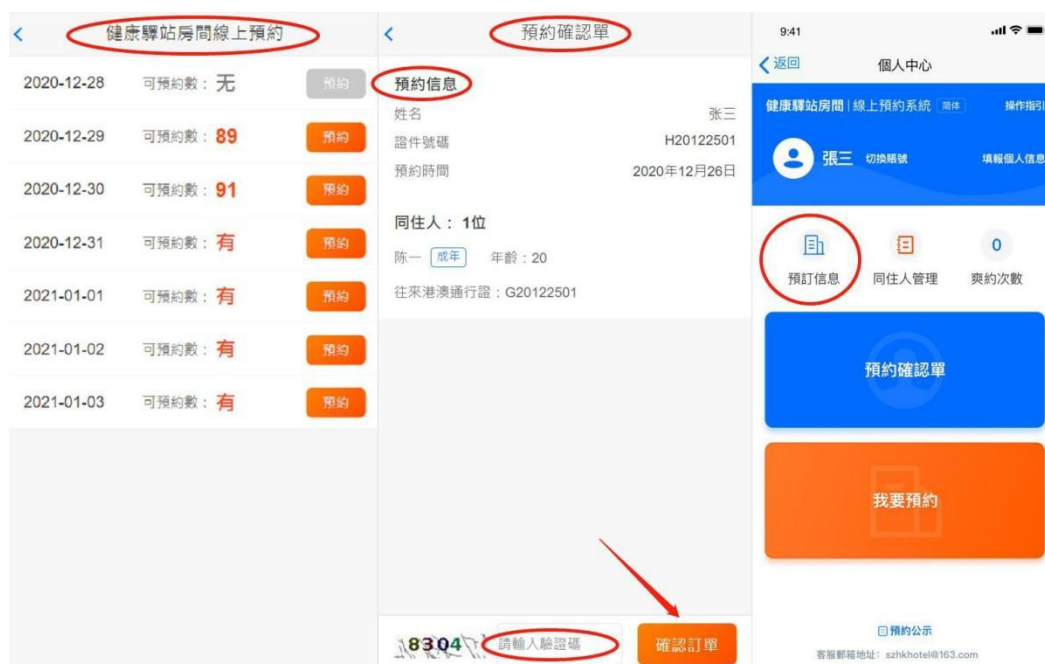 健康驛站房間線上預約
2020-12-28 可預約數：无 預約
2020-12-29 可預約數：89 預約
2020-12-30 可預約數：91 預約
2020-12-31 可預約數：有 預約
2021-01-01 可預約數：有 預約
2021-01-02 可預約數：有 預約
2021-01-03 可預約數：有 預約
預約確認單
預約信息
姓名 张三
證件號碼 H20122501
預約時間 2020年12月26日
同住人：1位
陈一 成年 年齡：20
往來港澳通行證：G20122501
8304 請輸入驗證碼 確認訂單
9:41
返回 個人中心
健康驛站房間|線上預約系統 简体 操作指引
張三 切換賬號 填報個人信息
0
預訂信息 同住人管理 爽約次數
預約確認單
我要預約
預約公示
客服郵箱地址：szhkhotel@163.com